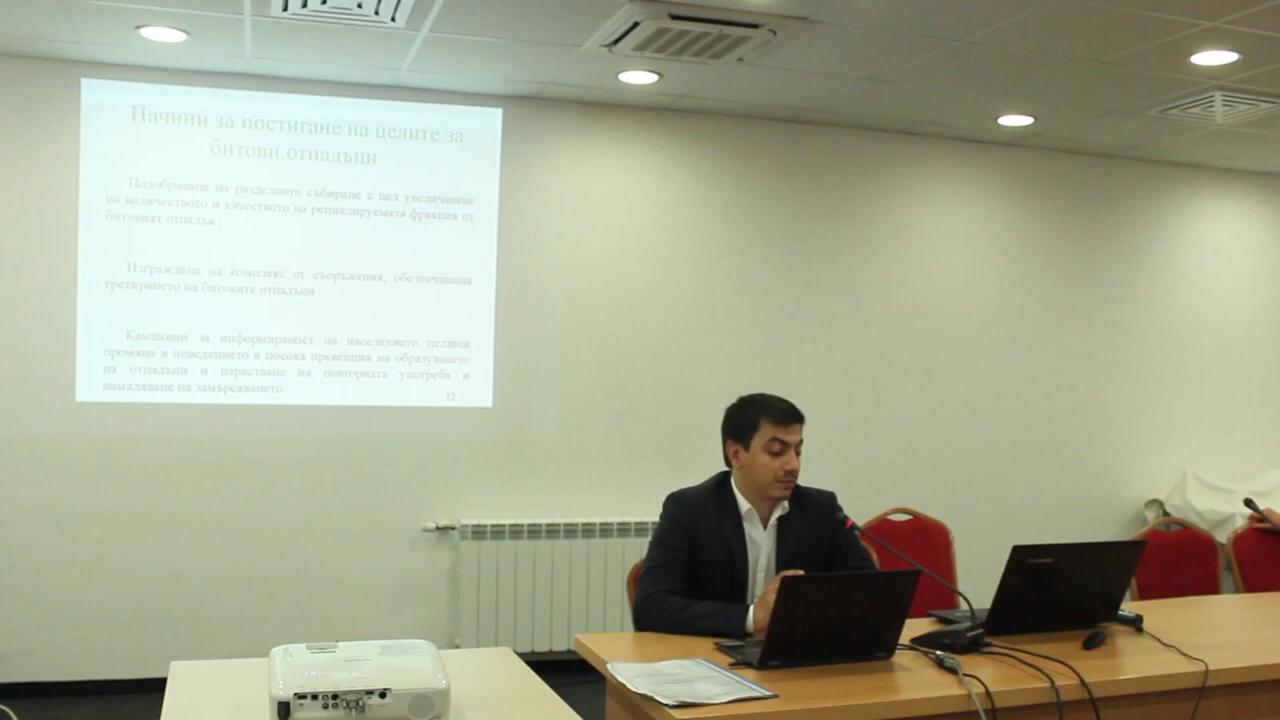 Начини за постигане на целите за
битови отпадъци
Подобряване на разделното събиране с цел увеличаване
на количеството и качеството на рециклируемата фракция от
битовият отпадък ;
Изграждане на комплекс от съоръжения, обезпечаваща
третирането на битовите отпадъци
Кампании за информираност на населението целящи
промяна в поведението в посока превенция на образуването
на отпадъци и нарастване на повторната употреба и
намаляване на замърсяването
12